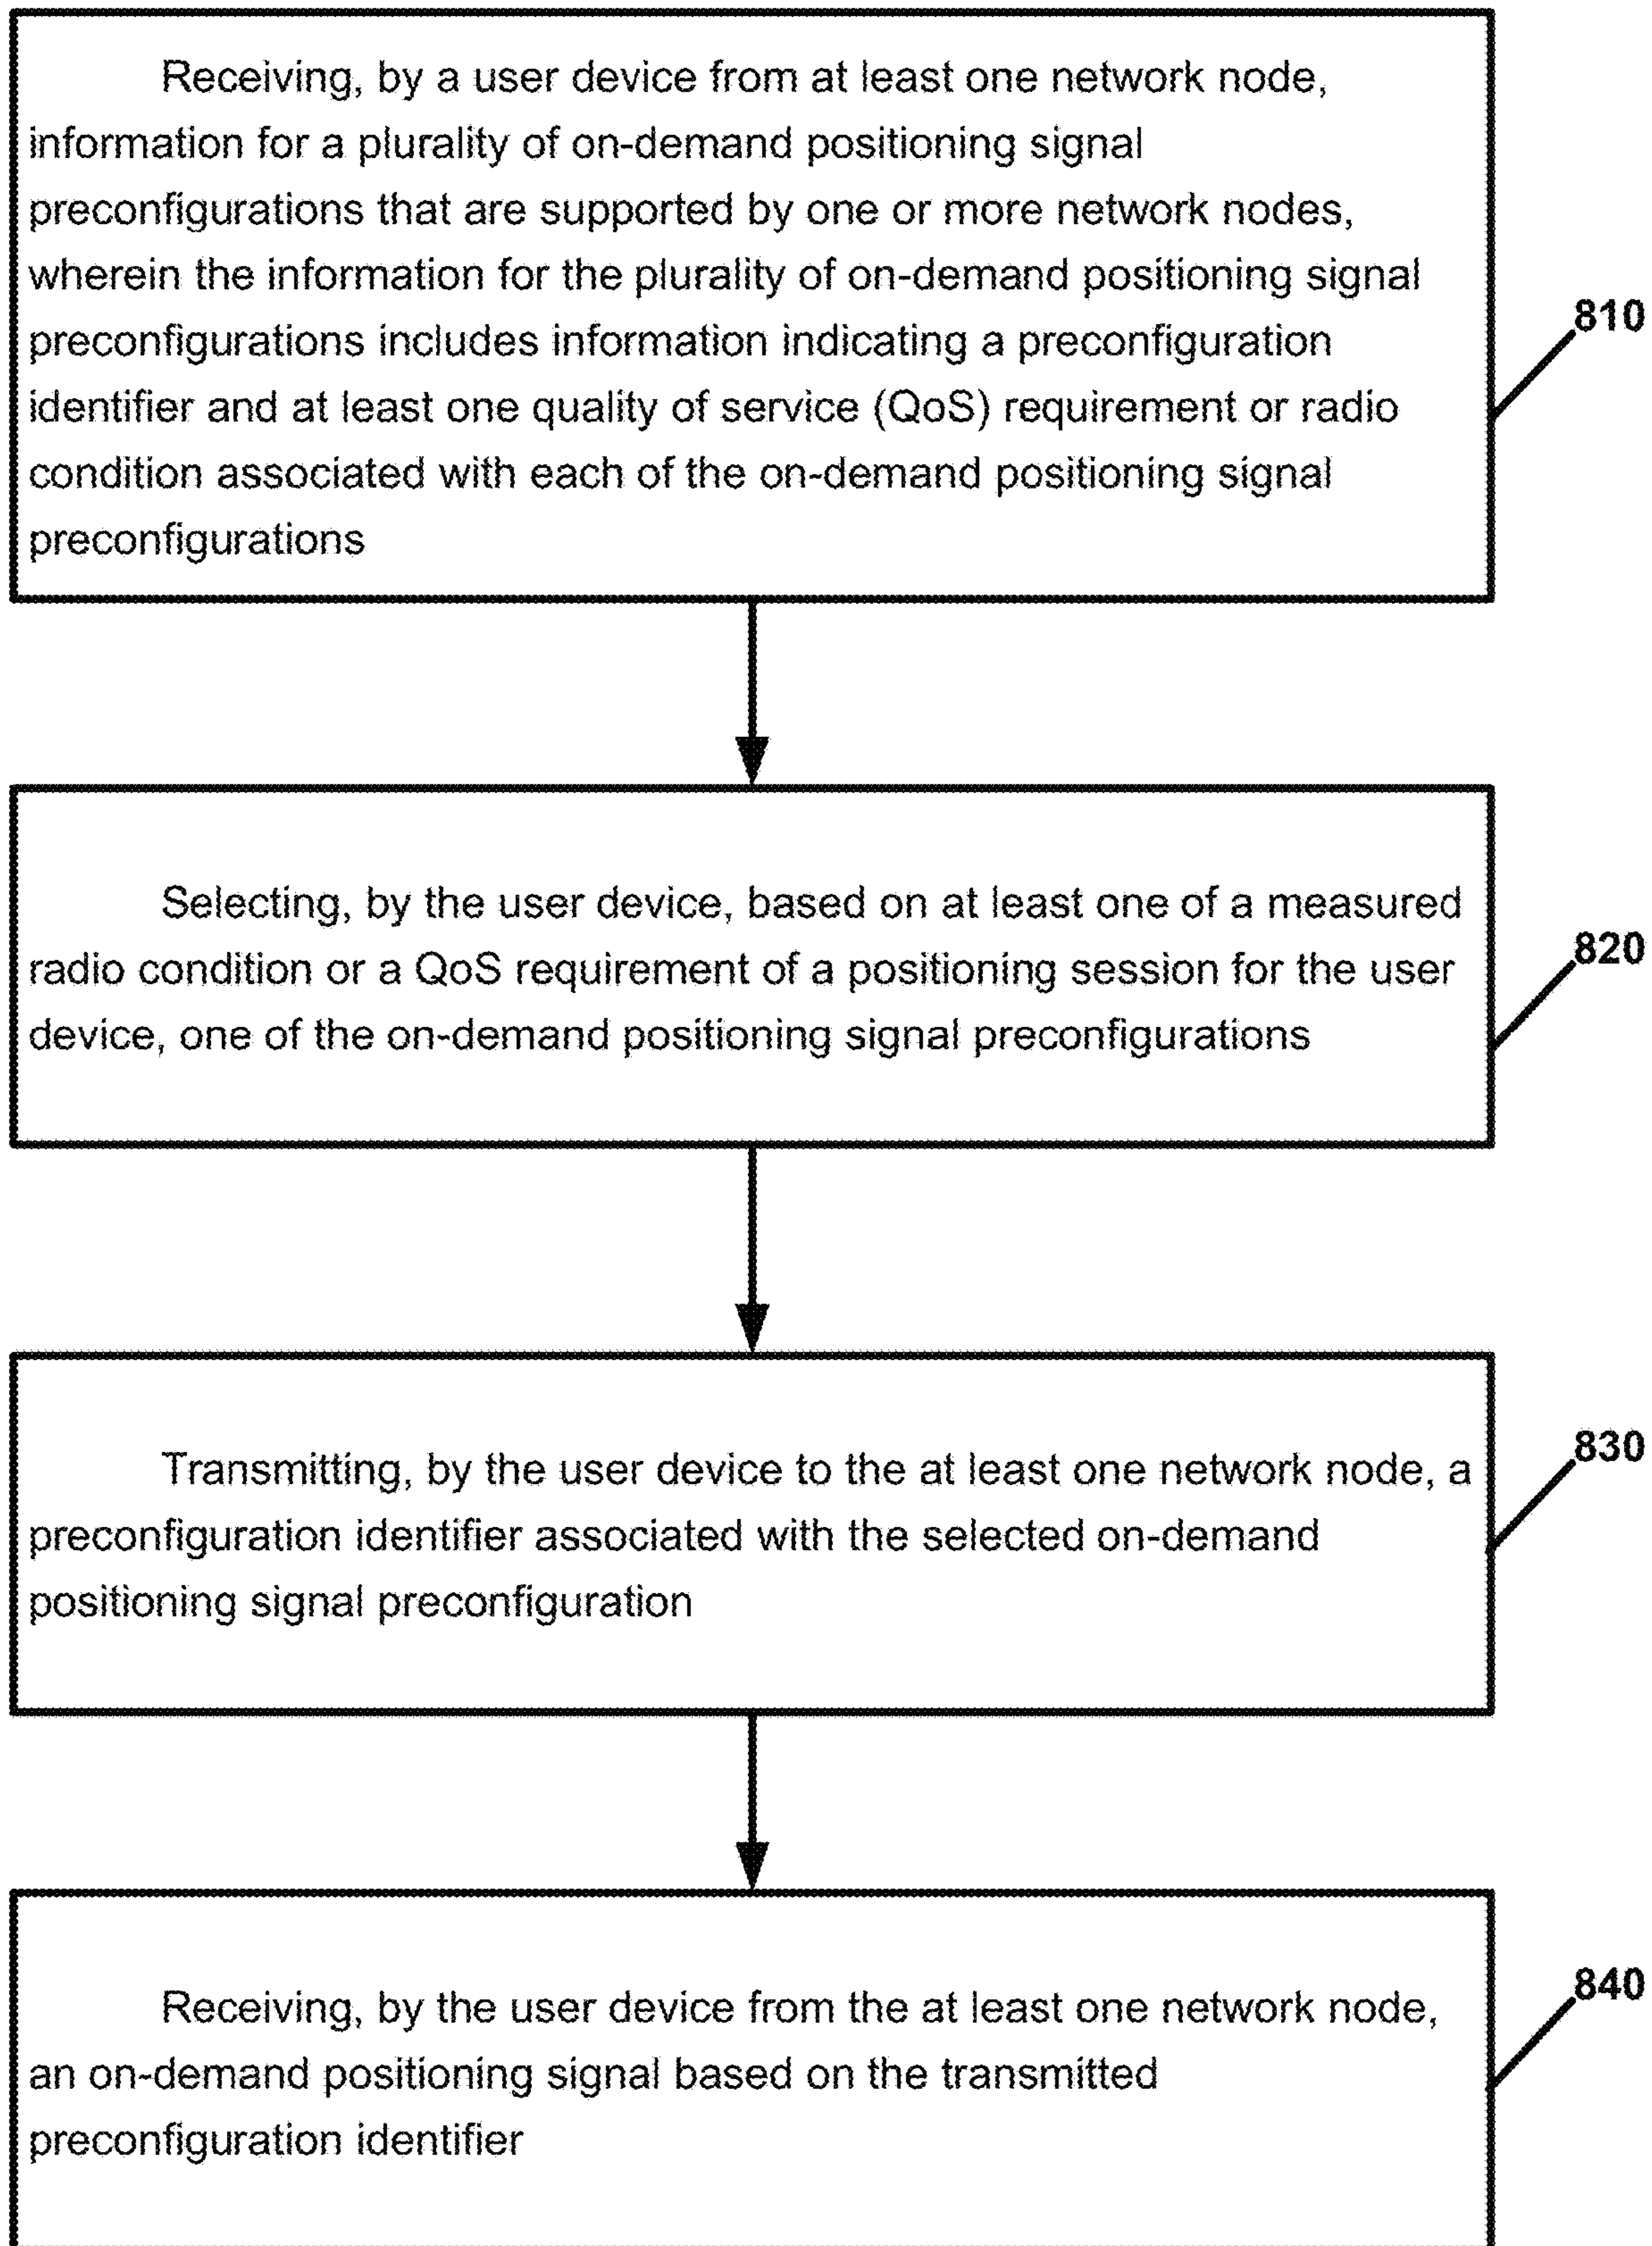 Receiving, by a user device from at least one network node,
information for a plurality of on-demand positioning signal
preconfigurations that are supported by one or more network nodes,
wherein the information for the plurality of on-demand positioning signal
preconfigurations includes information indicating a preconfiguration
identifier and at least one quality of service (QoS) requirement or radio
condition associated with each of the on-demand positioning signal
preconfigurations
810
Selecting, by the user device, based on at least one of a measured
radio condition or a QoS requirement of a positioning session for the user
device, one of the on-demand positioning signal preconfigurations
820
Transmitting, by the user device to the at least one network node, a
preconfiguration identifier associated with the selected on-demand
positioning signal preconfiguration
830
Receiving, by the user device from the at least one network node,
an on-demand positioning signal based on the transmitted
preconfiguration identifier
840